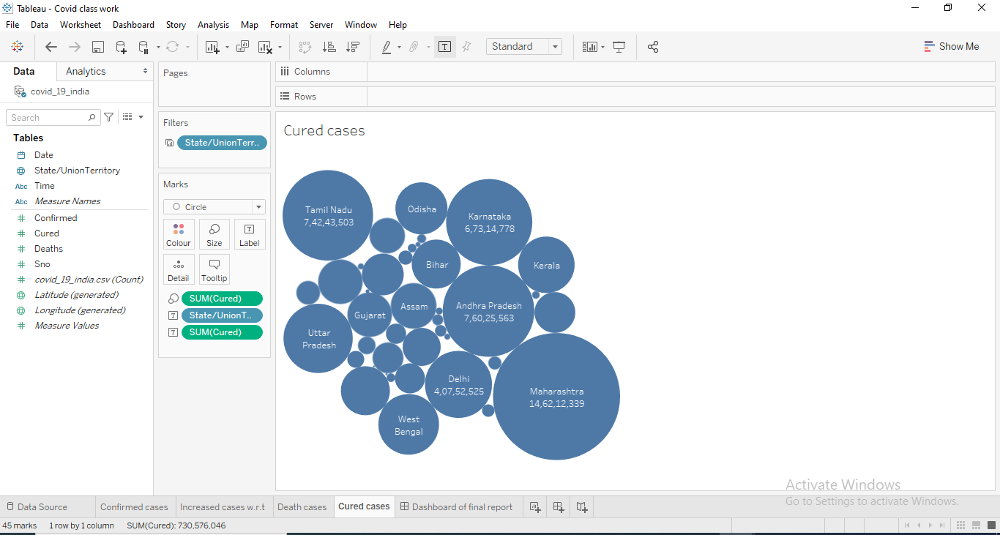 Tableau - Covid class work
File Data Worksheet Dashboard Story Analysis Map Format Server Window Help
Standard
Show Me
Data
Analytics
covid_19_india
Search
Tables
Date
State/UnionTerritory
Abc Time
Abc Measure Names
Confirmed
Cured
Deaths
Sno
covid_19_india.csv (Count)
Latitude (generated)
Longitude (generated)
Measure Values
Pages
Filters
State/UnionTerr..
Marks
Circle
Colour
Size
Label
Detail
Tooltip
SUM(Cured)
State/UnionT..
SUM(Cured)
Columns
Rows
Cured cases
Tamil Nadu
7,42,43,503
Odisha
Karnataka
6,73,14,778
Bihar
Kerala
Gujarat
Assam
Andhra Pradesh
7,60,25,563
Uttar
Pradesh
Delhi
4,07,52,525
Maharashtra
14,62,12,339
West
Bengal
Activate Windows
Go to Settings to activate Windows.
Data Source
Confirmed cases
Increased cases w.r.t
Death cases
Cured cases
Dashboard of final report
45 marks
1 row by 1 column
SUM(Cured): 730,576,046